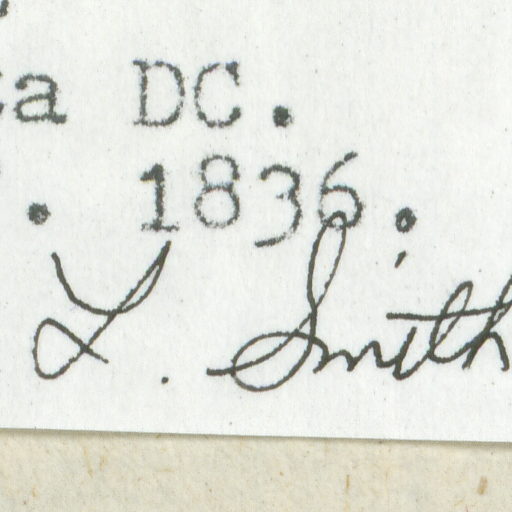 DC.
. 1836.
L. Smith